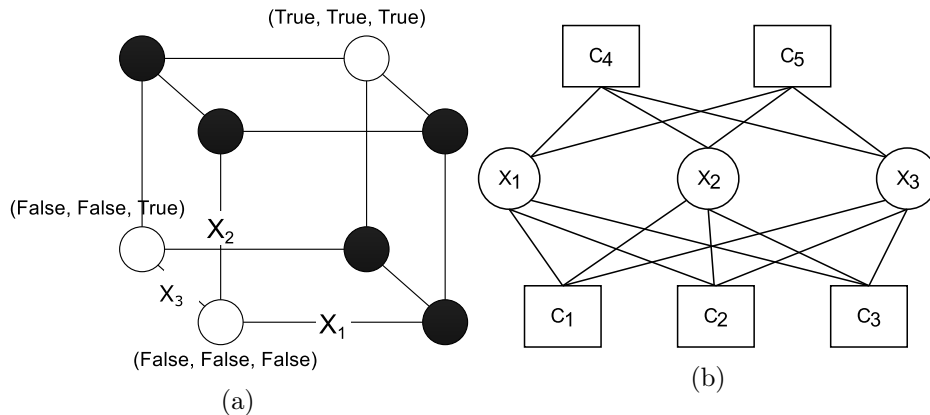 (True, True, True)
(False, False, True)
X2
X3
X1
(False, False, False)
(a)
C4
C5
X1
X2
X3
C1
C2
C3
(b)